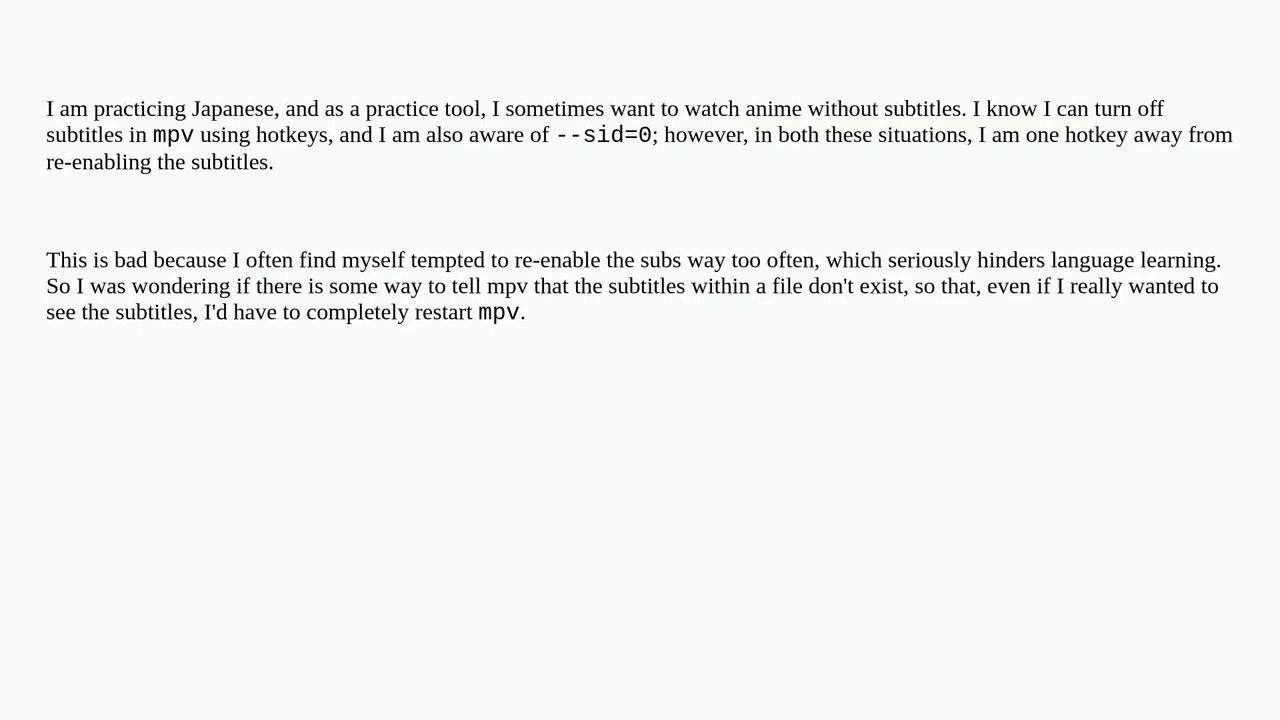 I am practicing Japanese, and as a practice tool, I sometimes want to watch anime without subtitles. I know I can turn off
subtitles in mpv using hotkeys, and I am also aware of --sid=0; however, in both these situations, I am one hotkey away from
re-enabling the subtitles.
This is bad because I often find myself tempted to re-enable the subs way too often, which seriously hinders language learning.
So I was wondering if there is some way to tell mpv that the subtitles within a file don't exist, so that, even if I really wanted to
see the subtitles, I'd have to completely restart mpv.